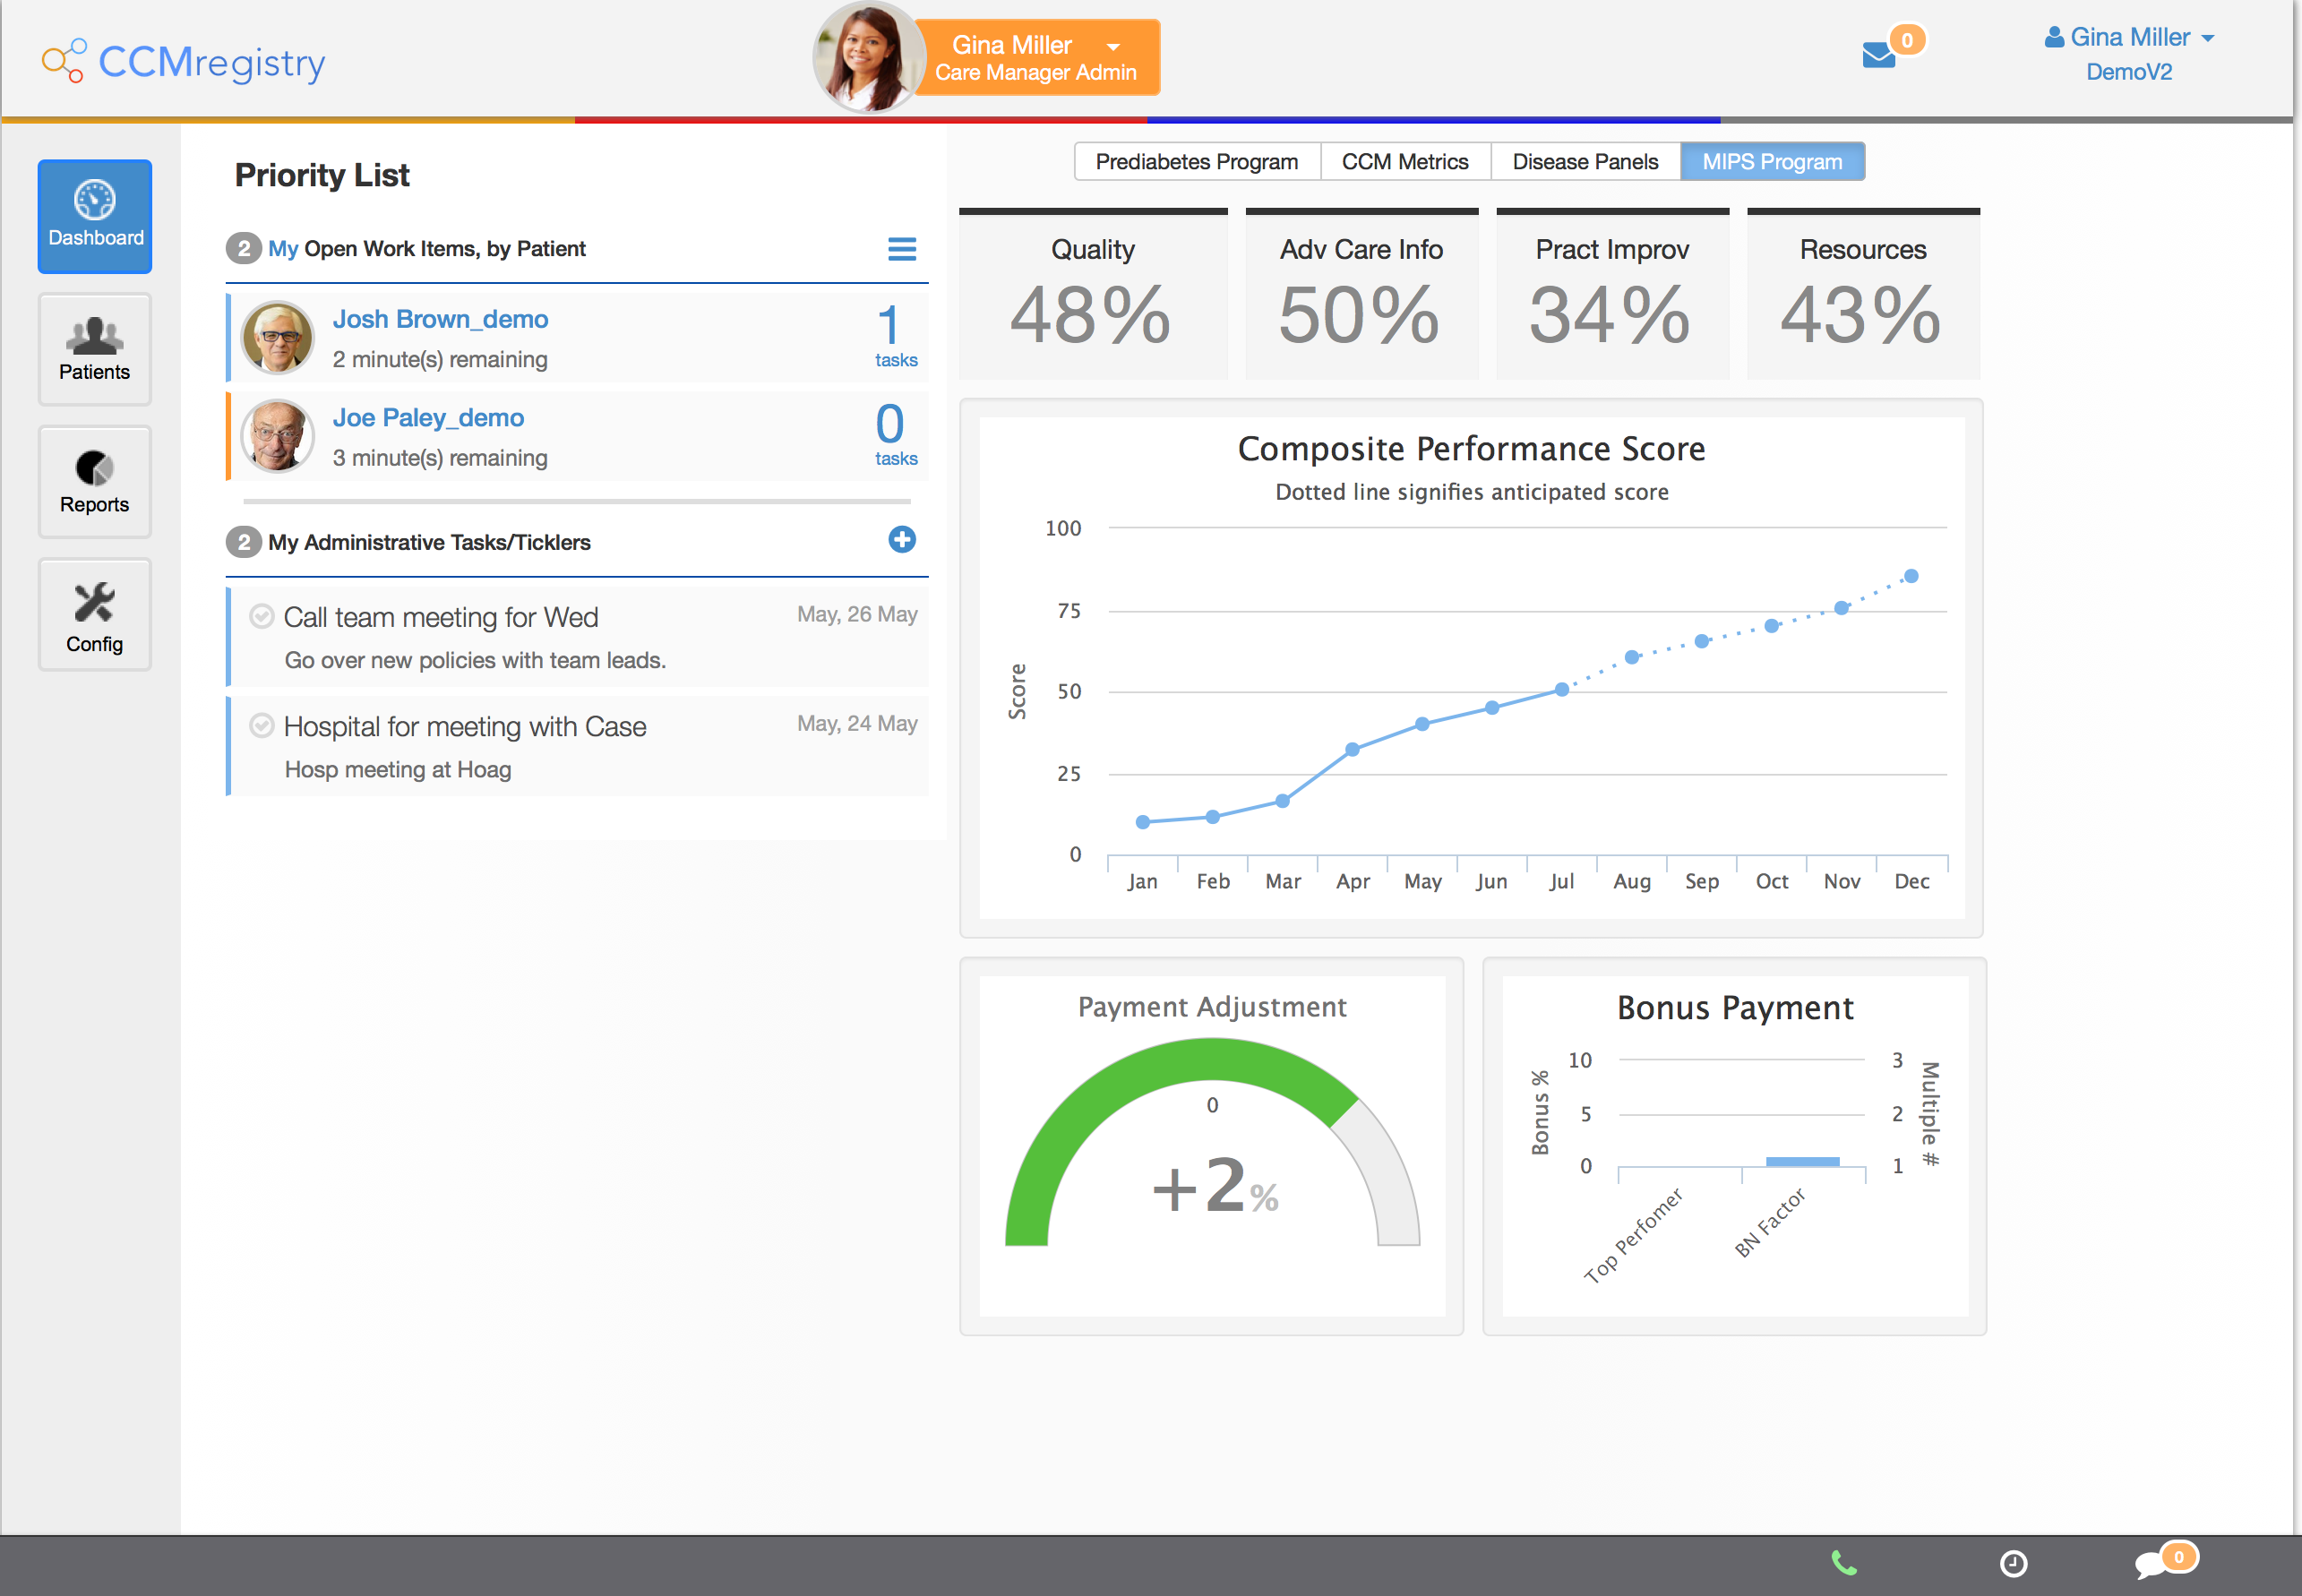 CCMregistry
Gina Miller
Care Manager Admin
0
Gina Miller
DemoV2
Dashboard
Patients
Reports
Config
Priority List
2 My Open Work Items, by Patient
Josh Brown_demo
2 minute(s) remaining
1
tasks
Joe Paley_demo
3 minute(s) remaining
0
tasks
2 My Administrative Tasks/Ticklers
Call team meeting for Wed
May, 26 May
Go over new policies with team leads.
Hospital for meeting with Case
May, 24 May
Hosp meeting at Hoag
Prediabetes Program
CCM Metrics
Disease Panels
MIPS Program
Quality
48%
Adv Care Info
50%
Pract Improv
34%
Resources
43%
Composite Performance Score
Dotted line signifies anticipated score
Score
100
75
50
25
0
Jan Feb Mar Apr May Jun Jul Aug Sep Oct Nov Dec
Payment Adjustment
0
+2%
Bonus Payment
Bonus %
10
5
0
3
2
1
Multiple #
Top Perfomer
BN Factor
0